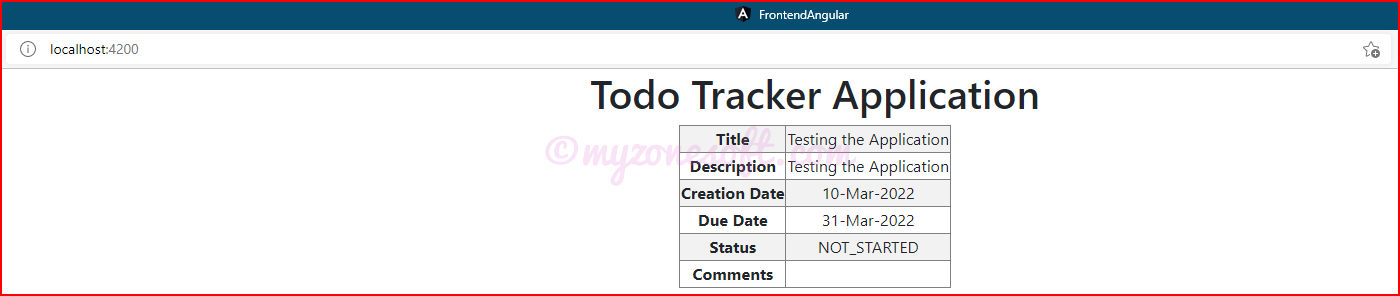 FrontendAngular
localhost:4200
Todo Tracker Application
Title Testing the Application
©myzonesoft.com
Description Testing the Application
Creation Date 10-Mar-2022
Due Date 31-Mar-2022
Status NOT_STARTED
Comments